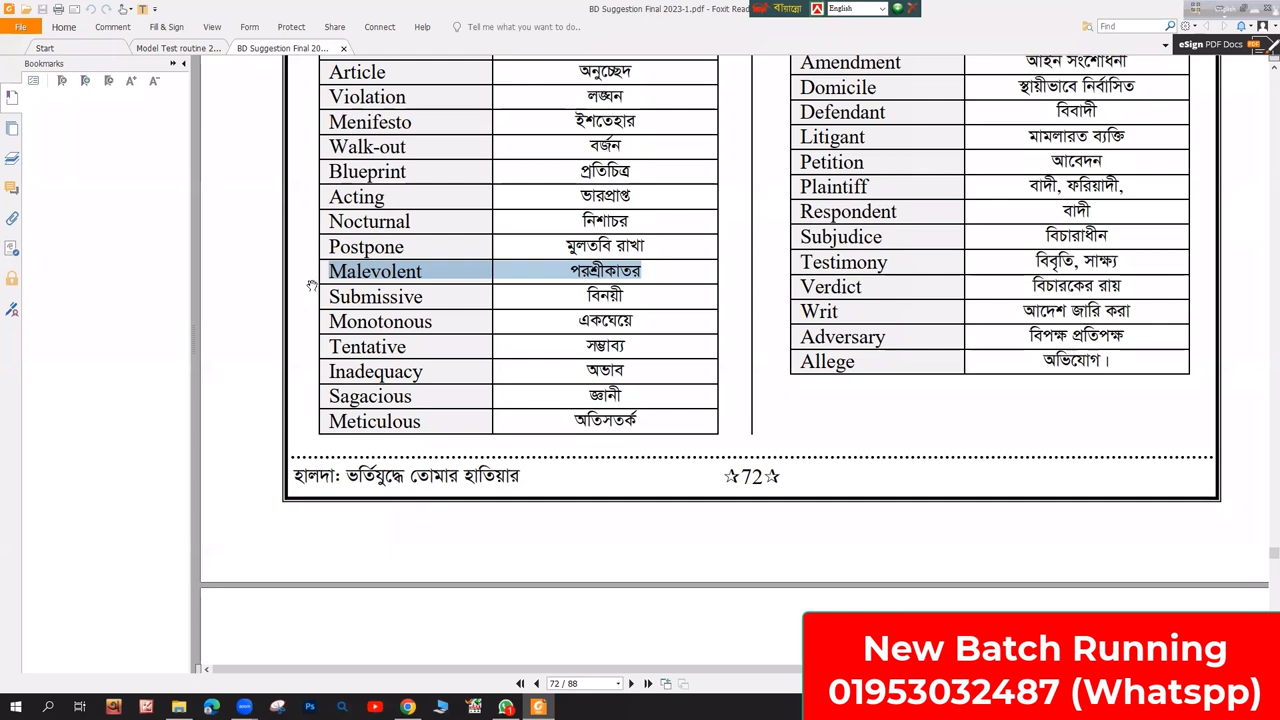 BD Suggestion Final 2023-1.pdf - Foxit Read
বায়ান্নো
English
File
Home
Comment
Fill & Sign
View
Form
Protect
Share
Connect
Help
Tell me what you want to do...
Find
Start
Model Test routine 2...
BD Suggestion Final 20...
eSign PDF Docs
Bookmarks
Article অনুচ্ছেদ
Violation লঙ্ঘন
Menifesto ইশতেহার
Walk-out বর্জন
Blueprint প্রতিচিত্র
Acting ভারপ্রাপ্ত
Nocturnal নিশাচর
Postpone মুলতবি রাখা
Malevolent পরশ্রীকাতর
Submissive বিনয়ী
Monotonous একঘেয়ে
Tentative সম্ভাব্য
Inadequacy অভাব
Sagacious জ্ঞানী
Meticulous অতিসতর্ক
Amendment আইন সংশোধনী
Domicile স্থায়ীভাবে নির্বাসিত
Defendant বিবাদী
Litigant মামলারত ব্যক্তি
Petition আবেদন
Plaintiff বাদী, ফরিয়াদী,
Respondent বাদী
Subjudice বিচারাধীন
Testimony বিবৃতি, সাক্ষ্য
Verdict বিচারকের রায়
Writ আদেশ জারি করা
Adversary বিপক্ষ প্রতিপক্ষ
Allege অভিযোগ।
হালদা: ভর্তিযুদ্ধে তোমার হাতিয়ার ☆72☆
72 / 88
New Batch Running
01953032487 (Whatspp)